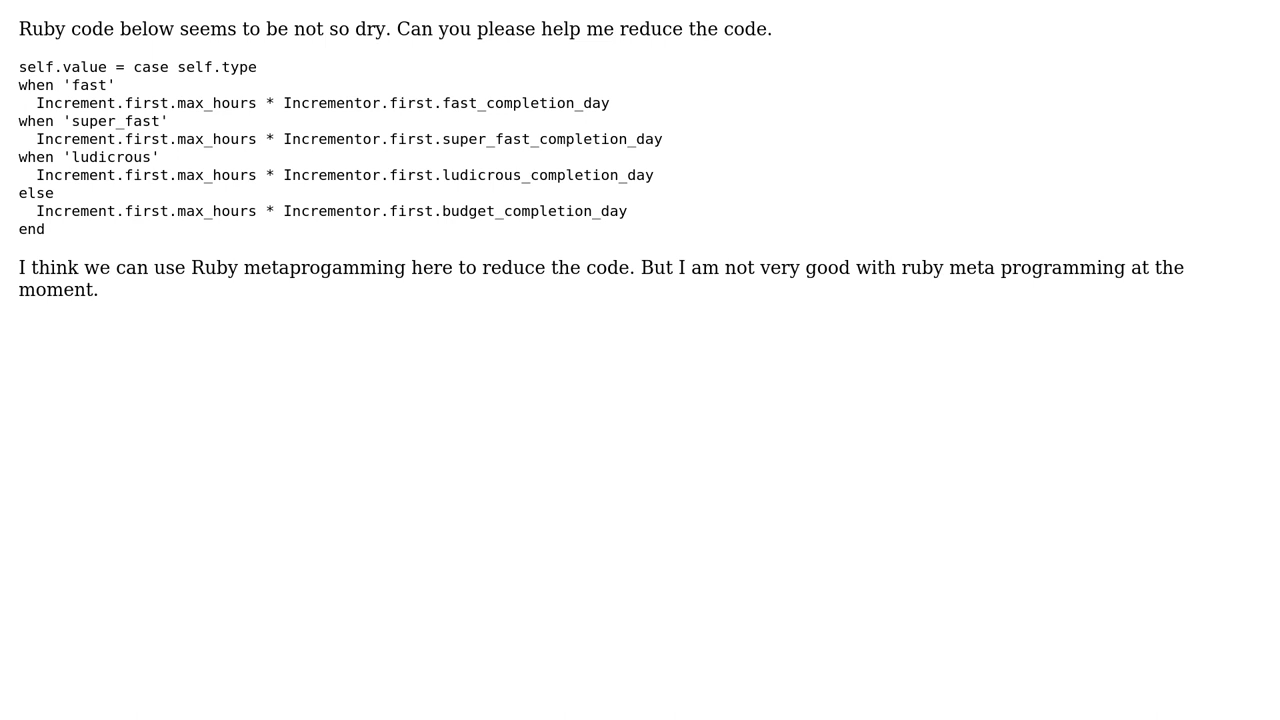 Ruby code below seems to be not so dry. Can you please help me reduce the code.
self.value = case self.type
when 'fast'
  Increment.first.max_hours * Incrementor.first.fast_completion_day
when 'super_fast'
  Increment.first.max_hours * Incrementor.first.super_fast_completion_day
when 'ludicrous'
  Increment.first.max_hours * Incrementor.first.ludicrous_completion_day
else
  Increment.first.max_hours * Incrementor.first.budget_completion_day
end
I think we can use Ruby metaprogamming here to reduce the code. But I am not very good with ruby meta programming at the
moment.